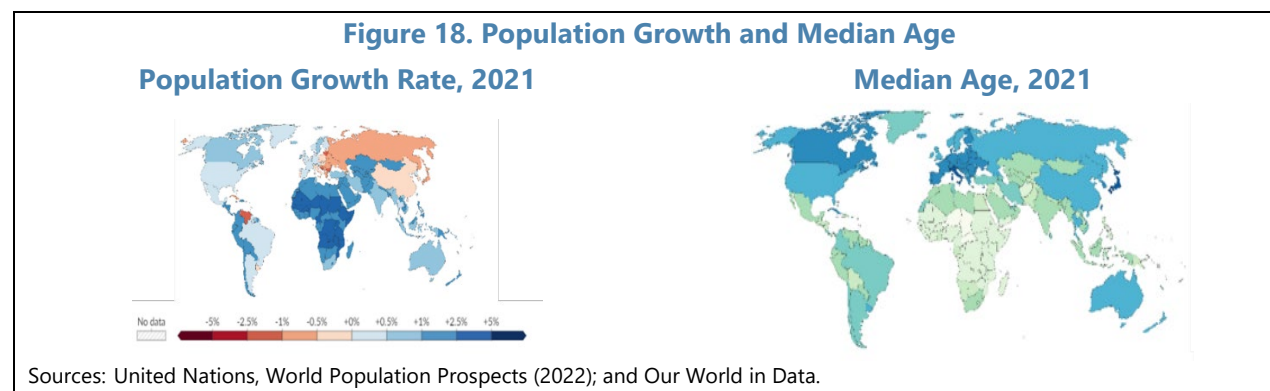 Figure 18. Population Growth and Median Age
Population Growth Rate, 2021
Median Age, 2021
No data -5% -2.5% -1% -0.5% +0% +0.5% +1% +2.5% +5%
Sources: United Nations, World Population Prospects (2022); and Our World in Data.